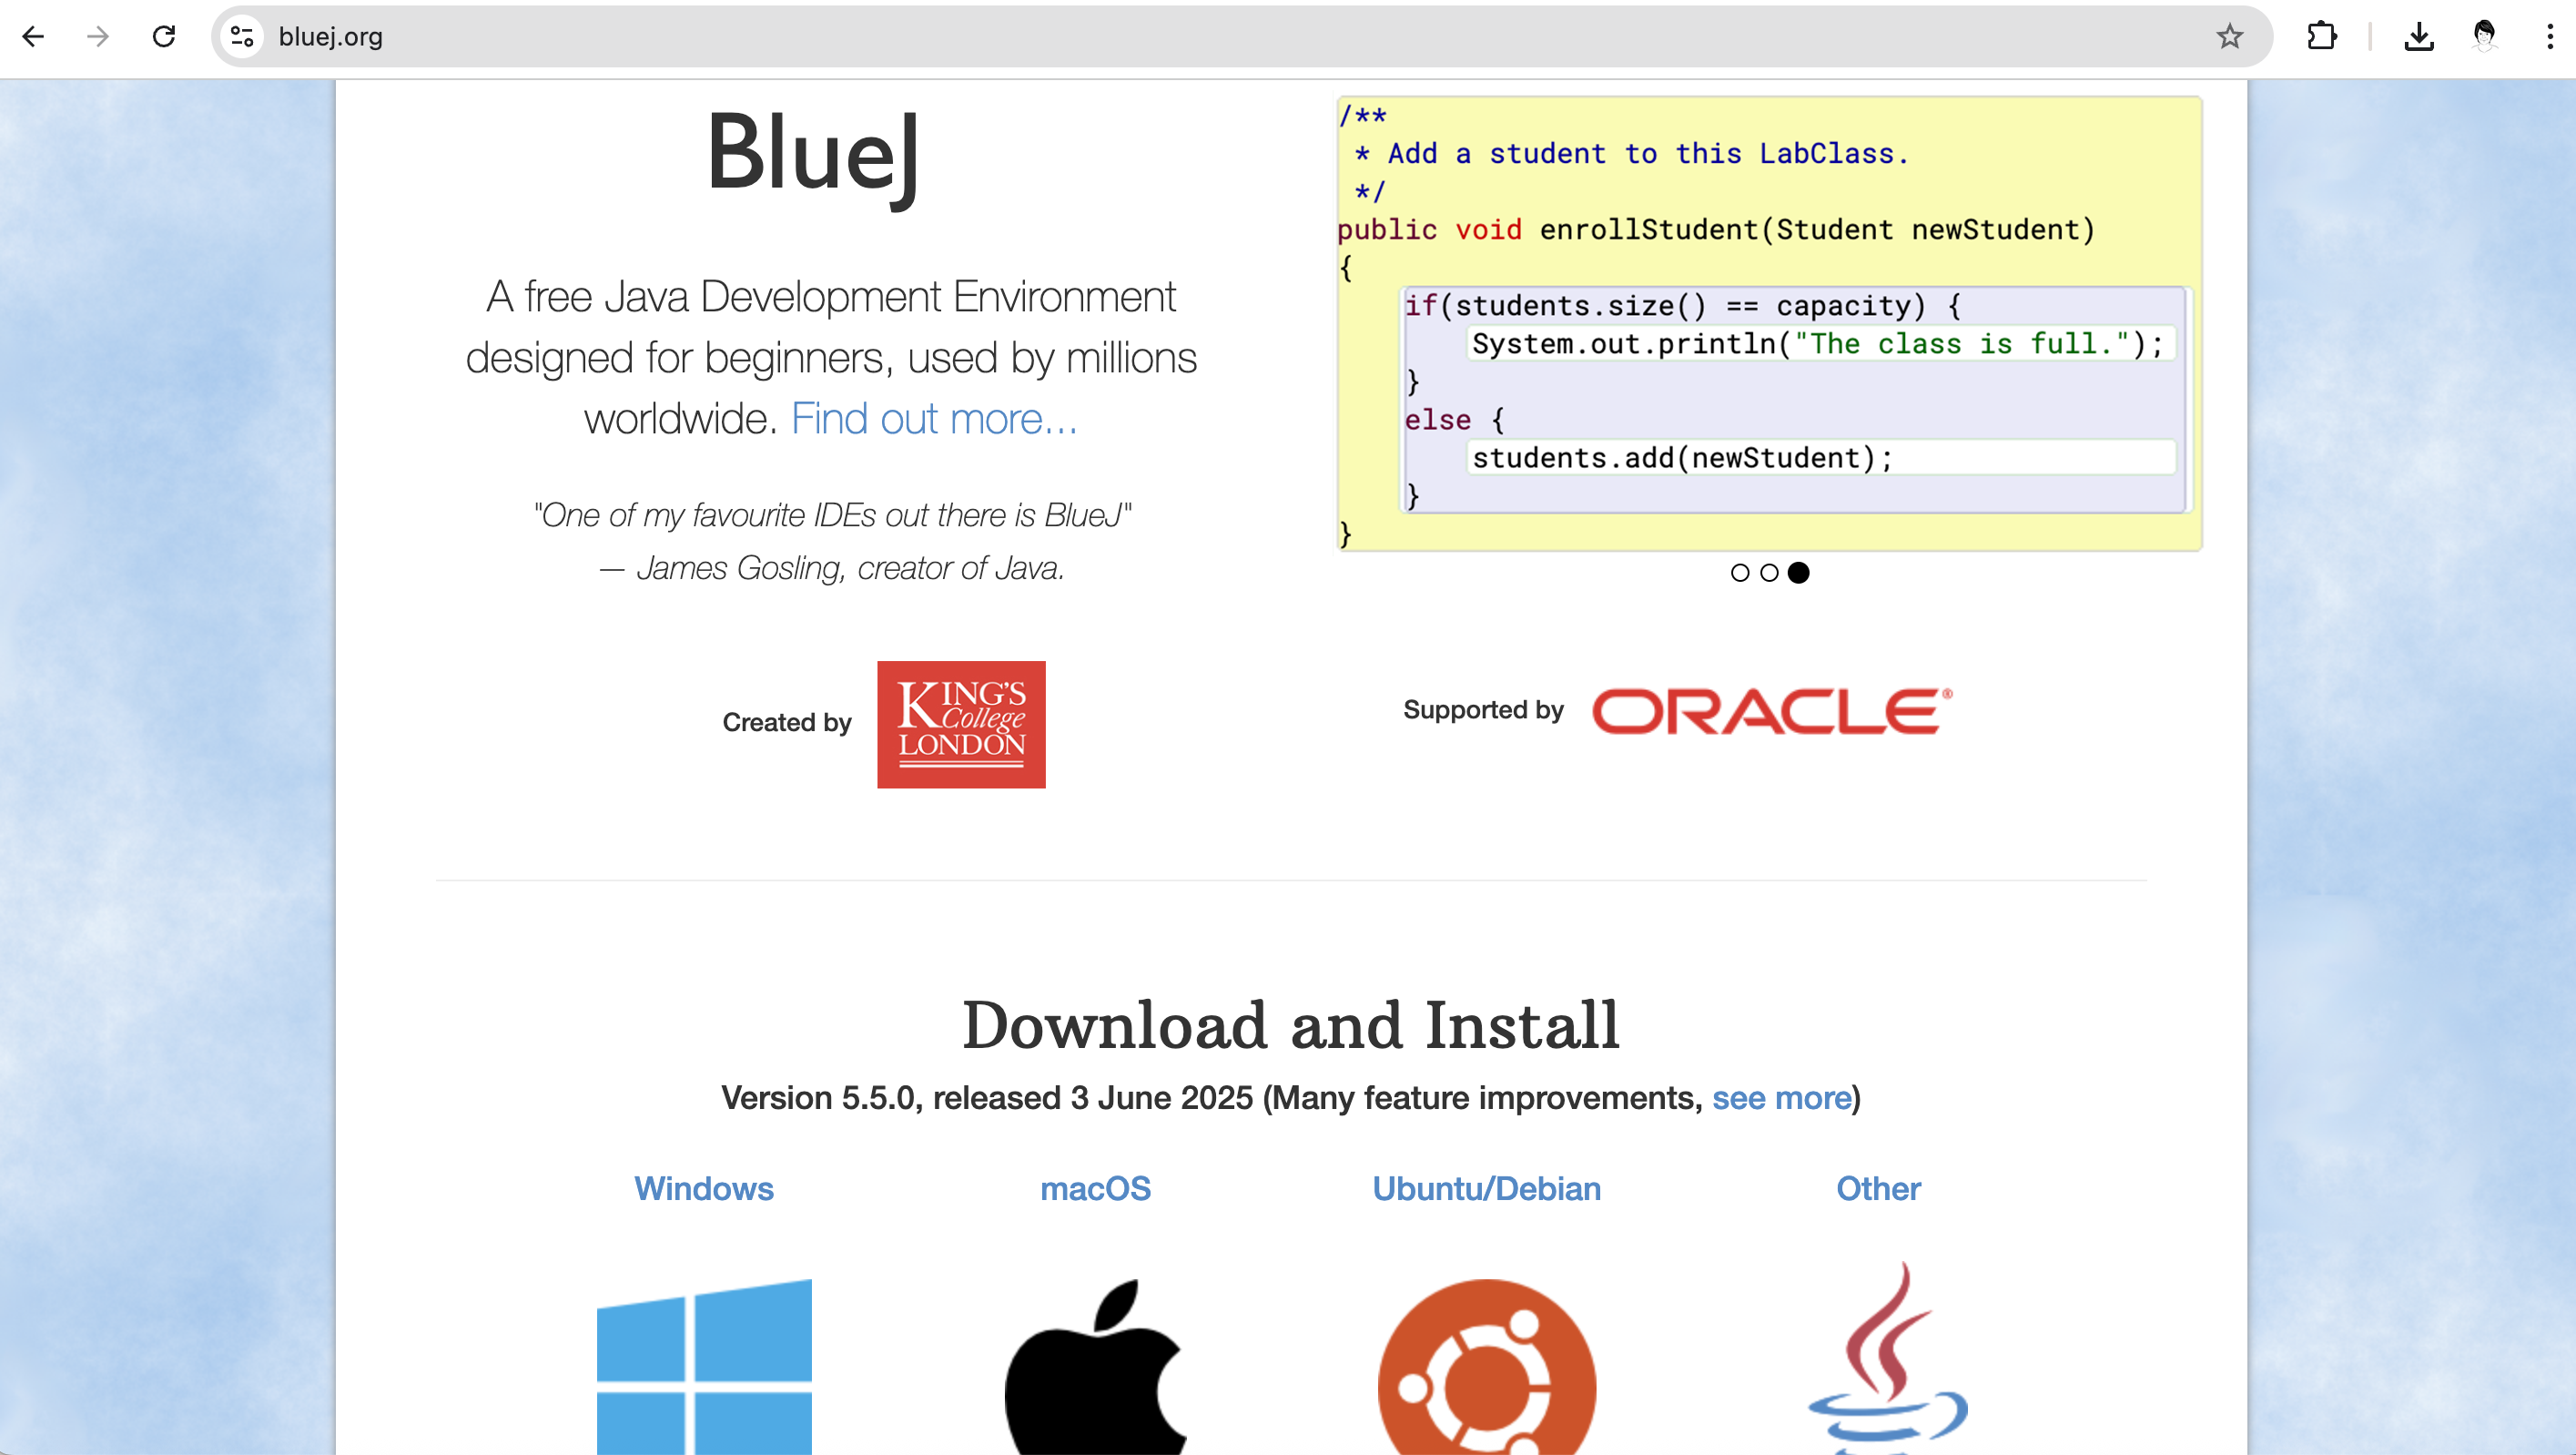 bluej.org
BlueJ
A free Java Development Environment
designed for beginners, used by millions
worldwide. Find out more...
"One of my favourite IDEs out there is BlueJ"
— James Gosling, creator of Java.
/**
 * Add a student to this LabClass.
 */
public void enrollStudent(Student newStudent)
{
    if(students.size() == capacity) {
        System.out.println("The class is full.");
    }
    else {
        students.add(newStudent);
    }
}
Created by
KING'S
College
LONDON
Supported by
ORACLE®
Download and Install
Version 5.5.0, released 3 June 2025 (Many feature improvements, see more)
Windows
macOS
Ubuntu/Debian
Other